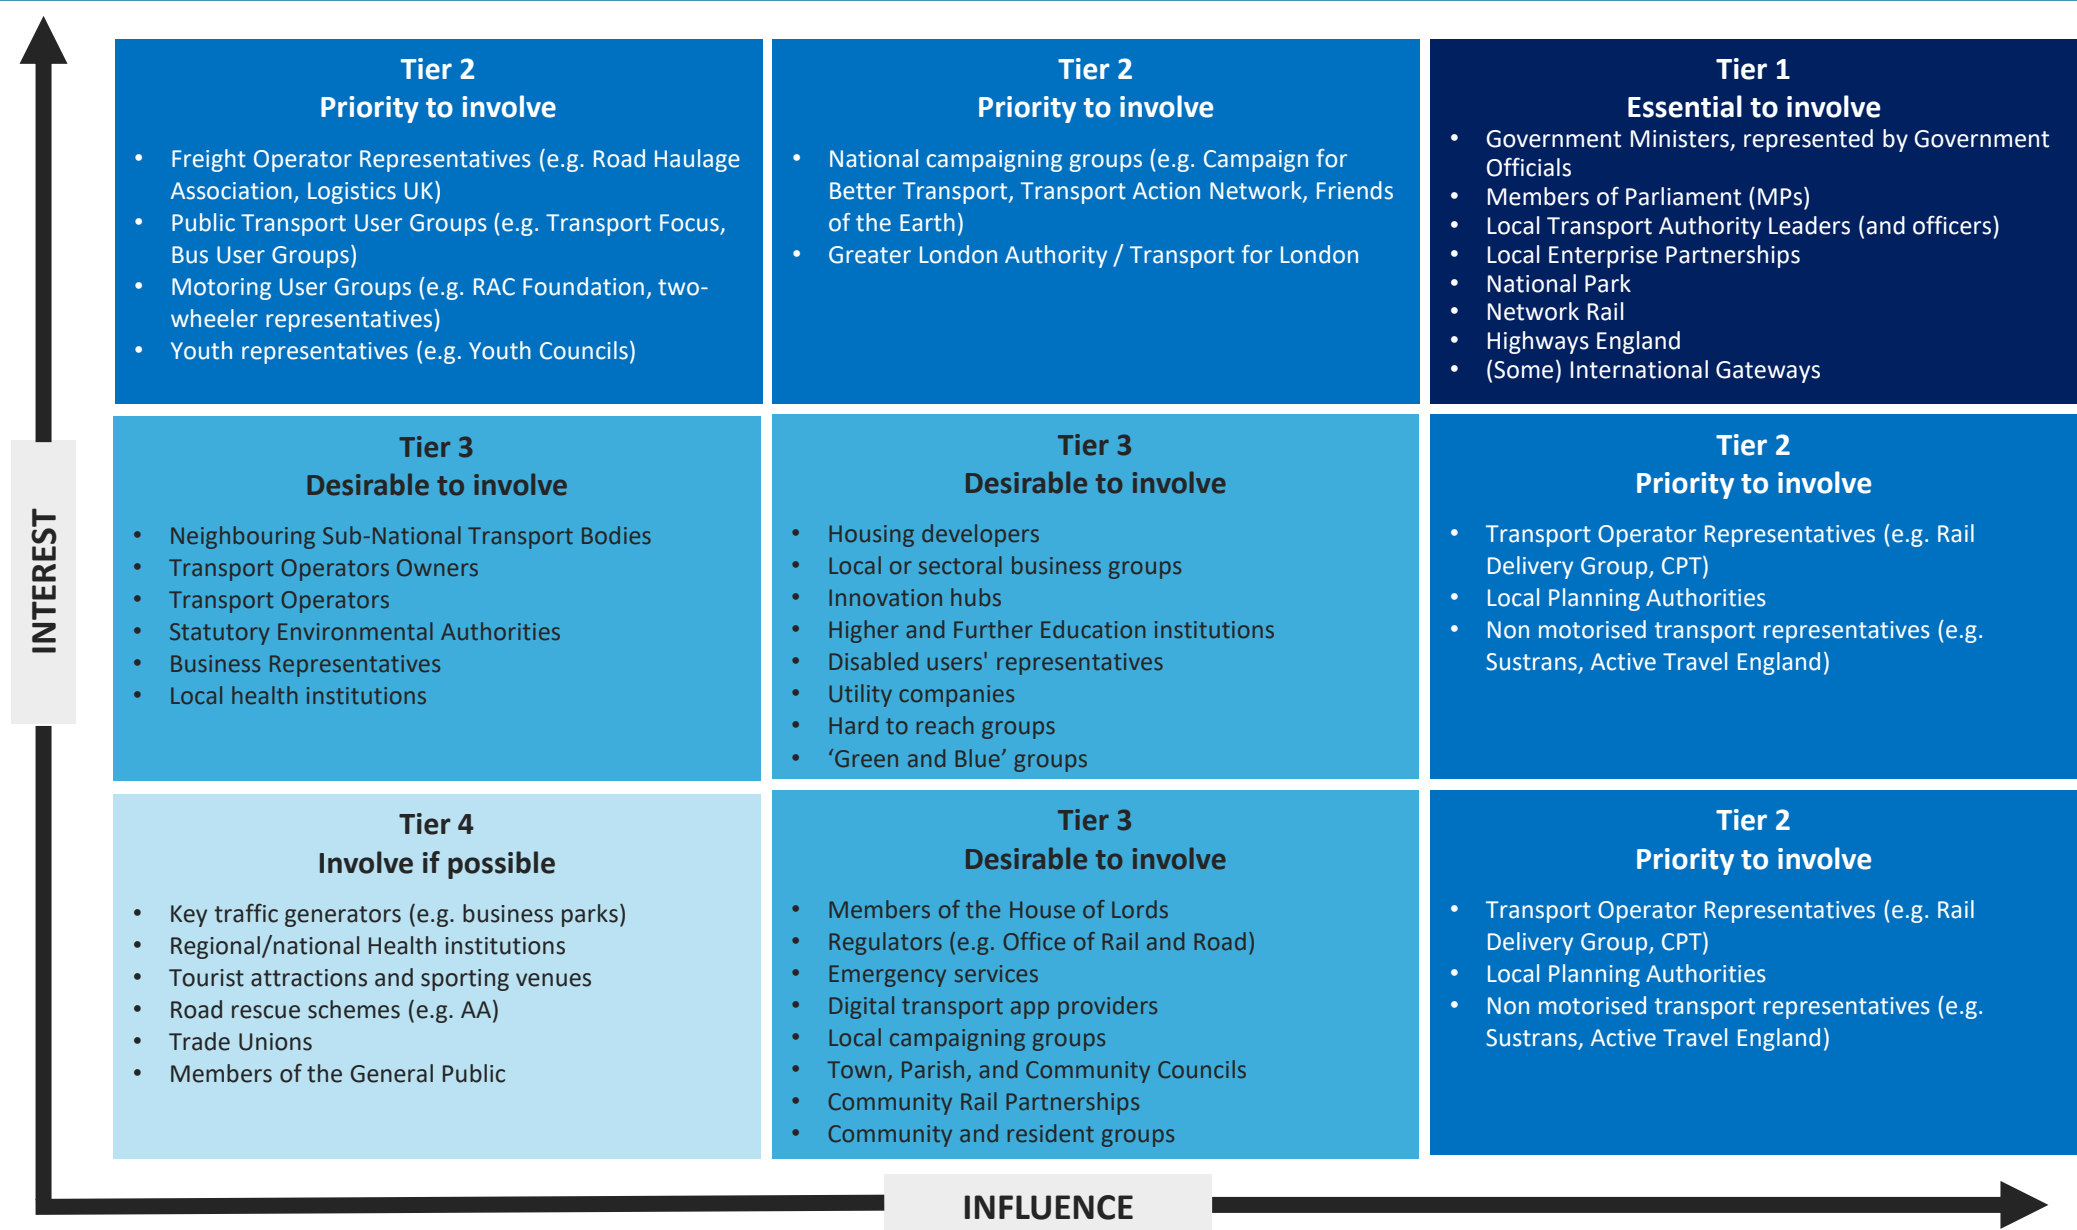 Tier 2
Priority to involve
• Freight Operator Representatives (e.g. Road Haulage
Association, Logistics UK)
• Public Transport User Groups (e.g. Transport Focus,
Bus User Groups)
• Motoring User Groups (e.g. RAC Foundation, two-
wheeler representatives)
• Youth representatives (e.g. Youth Councils)
Tier 2
Priority to involve
• National campaigning groups (e.g. Campaign for
Better Transport, Transport Action Network, Friends
of the Earth)
• Greater London Authority / Transport for London
Tier 1
Essential to involve
• Government Ministers, represented by Government
Officials
• Members of Parliament (MPs)
• Local Transport Authority Leaders (and officers)
• Local Enterprise Partnerships
• National Park
• Network Rail
• Highways England
• (Some) International Gateways
INTEREST
Tier 3
Desirable to involve
• Neighbouring Sub-National Transport Bodies
• Transport Operators Owners
• Transport Operators
• Statutory Environmental Authorities
• Business Representatives
• Local health institutions
Tier 3
Desirable to involve
• Housing developers
• Local or sectoral business groups
• Innovation hubs
• Higher and Further Education institutions
• Disabled users' representatives
• Utility companies
• Hard to reach groups
• ‘Green and Blue’ groups
Tier 2
Priority to involve
• Transport Operator Representatives (e.g. Rail
Delivery Group, CPT)
• Local Planning Authorities
• Non motorised transport representatives (e.g.
Sustrans, Active Travel England)
Tier 4
Involve if possible
• Key traffic generators (e.g. business parks)
• Regional/national Health institutions
• Tourist attractions and sporting venues
• Road rescue schemes (e.g. AA)
• Trade Unions
• Members of the General Public
Tier 3
Desirable to involve
• Members of the House of Lords
• Regulators (e.g. Office of Rail and Road)
• Emergency services
• Digital transport app providers
• Local campaigning groups
• Town, Parish, and Community Councils
• Community Rail Partnerships
• Community and resident groups
Tier 2
Priority to involve
• Transport Operator Representatives (e.g. Rail
Delivery Group, CPT)
• Local Planning Authorities
• Non motorised transport representatives (e.g.
Sustrans, Active Travel England)
INFLUENCE